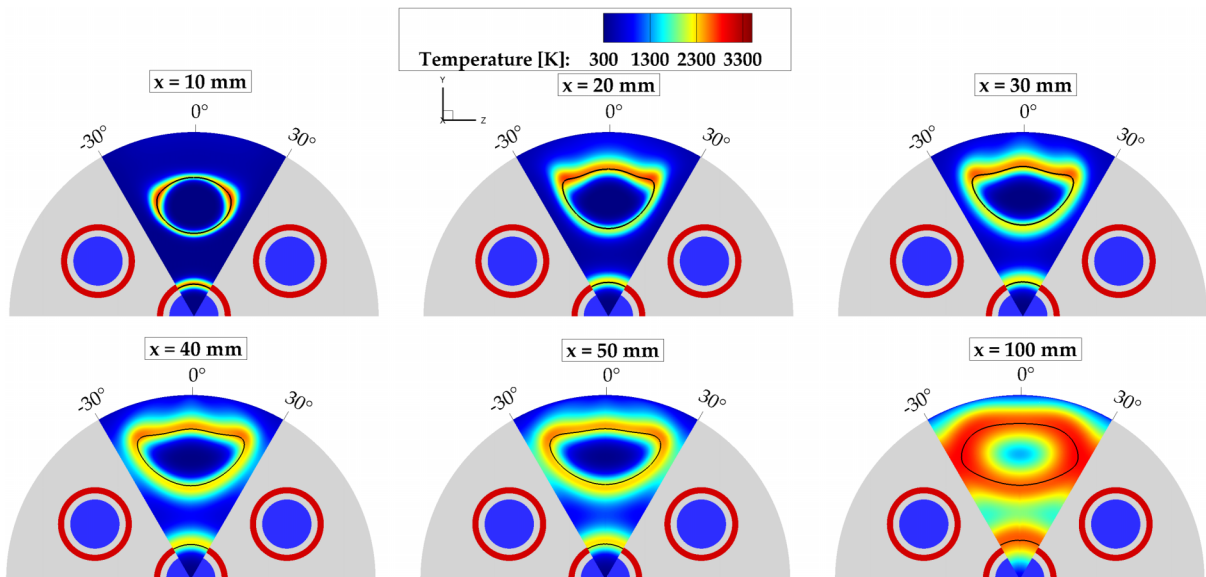 Temperature [K]: 300 1300 2300 3300
x = 10 mm
x = 20 mm
x = 30 mm
Y
X
Z
-30°
0°
30°
-30°
0°
30°
-30°
0°
30°
x = 40 mm
x = 50 mm
x = 100 mm
-30°
0°
30°
-30°
0°
30°
-30°
0°
30°